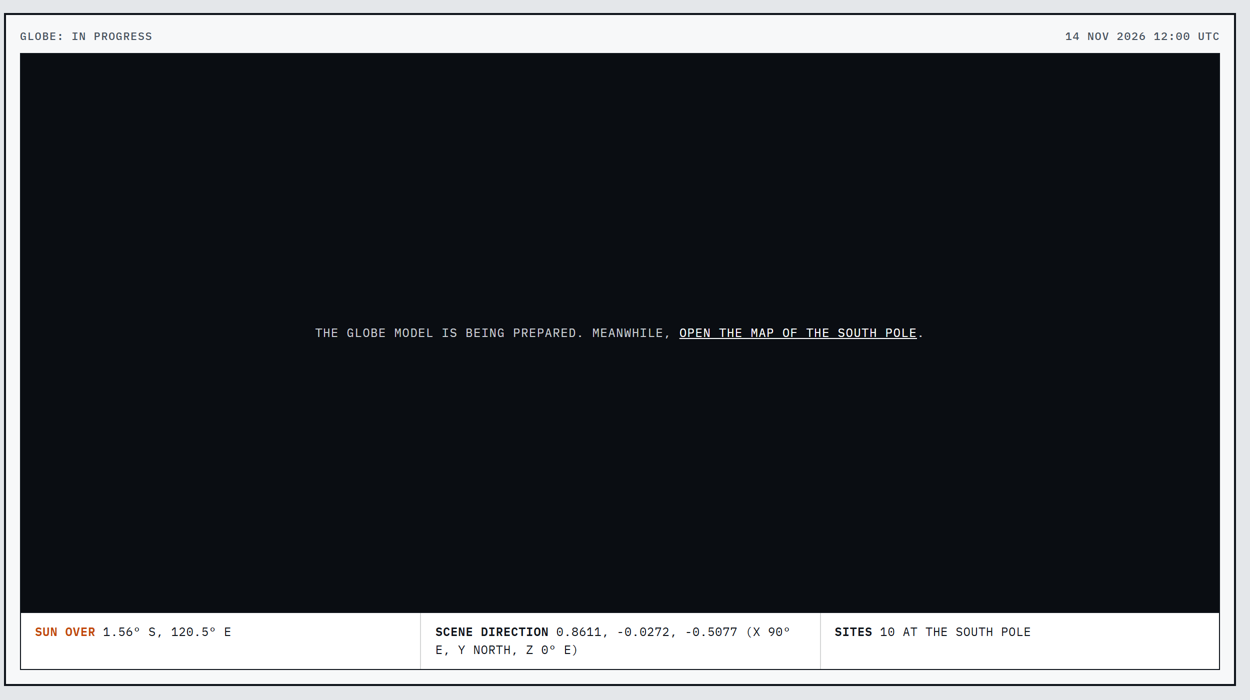 GLOBE: IN PROGRESS
14 NOV 2026 12:00 UTC
THE GLOBE MODEL IS BEING PREPARED. MEANWHILE, OPEN THE MAP OF THE SOUTH POLE.
SUN OVER 1.56° S, 120.5° E
SCENE DIRECTION 0.8611, -0.0272, -0.5077 (X 90°
E, Y NORTH, Z 0° E)
SITES 10 AT THE SOUTH POLE